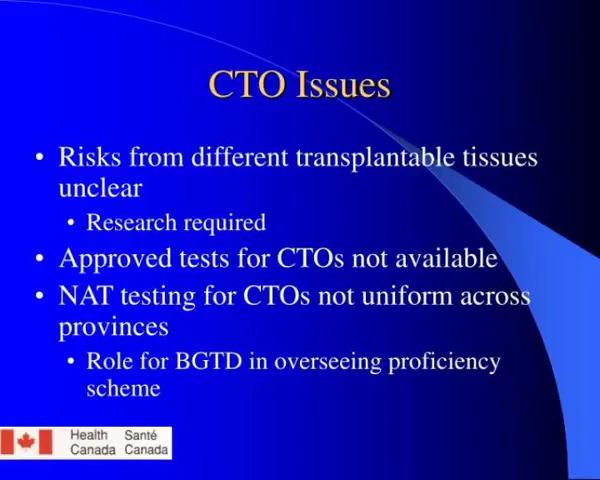 CTO Issues
• Risks from different transplantable tissues
unclear
• Research required
• Approved tests for CTOs not available
• NAT testing for CTOs not uniform across
provinces
• Role for BGTD in overseeing proficiency
scheme
Health Santé
Canada Canada